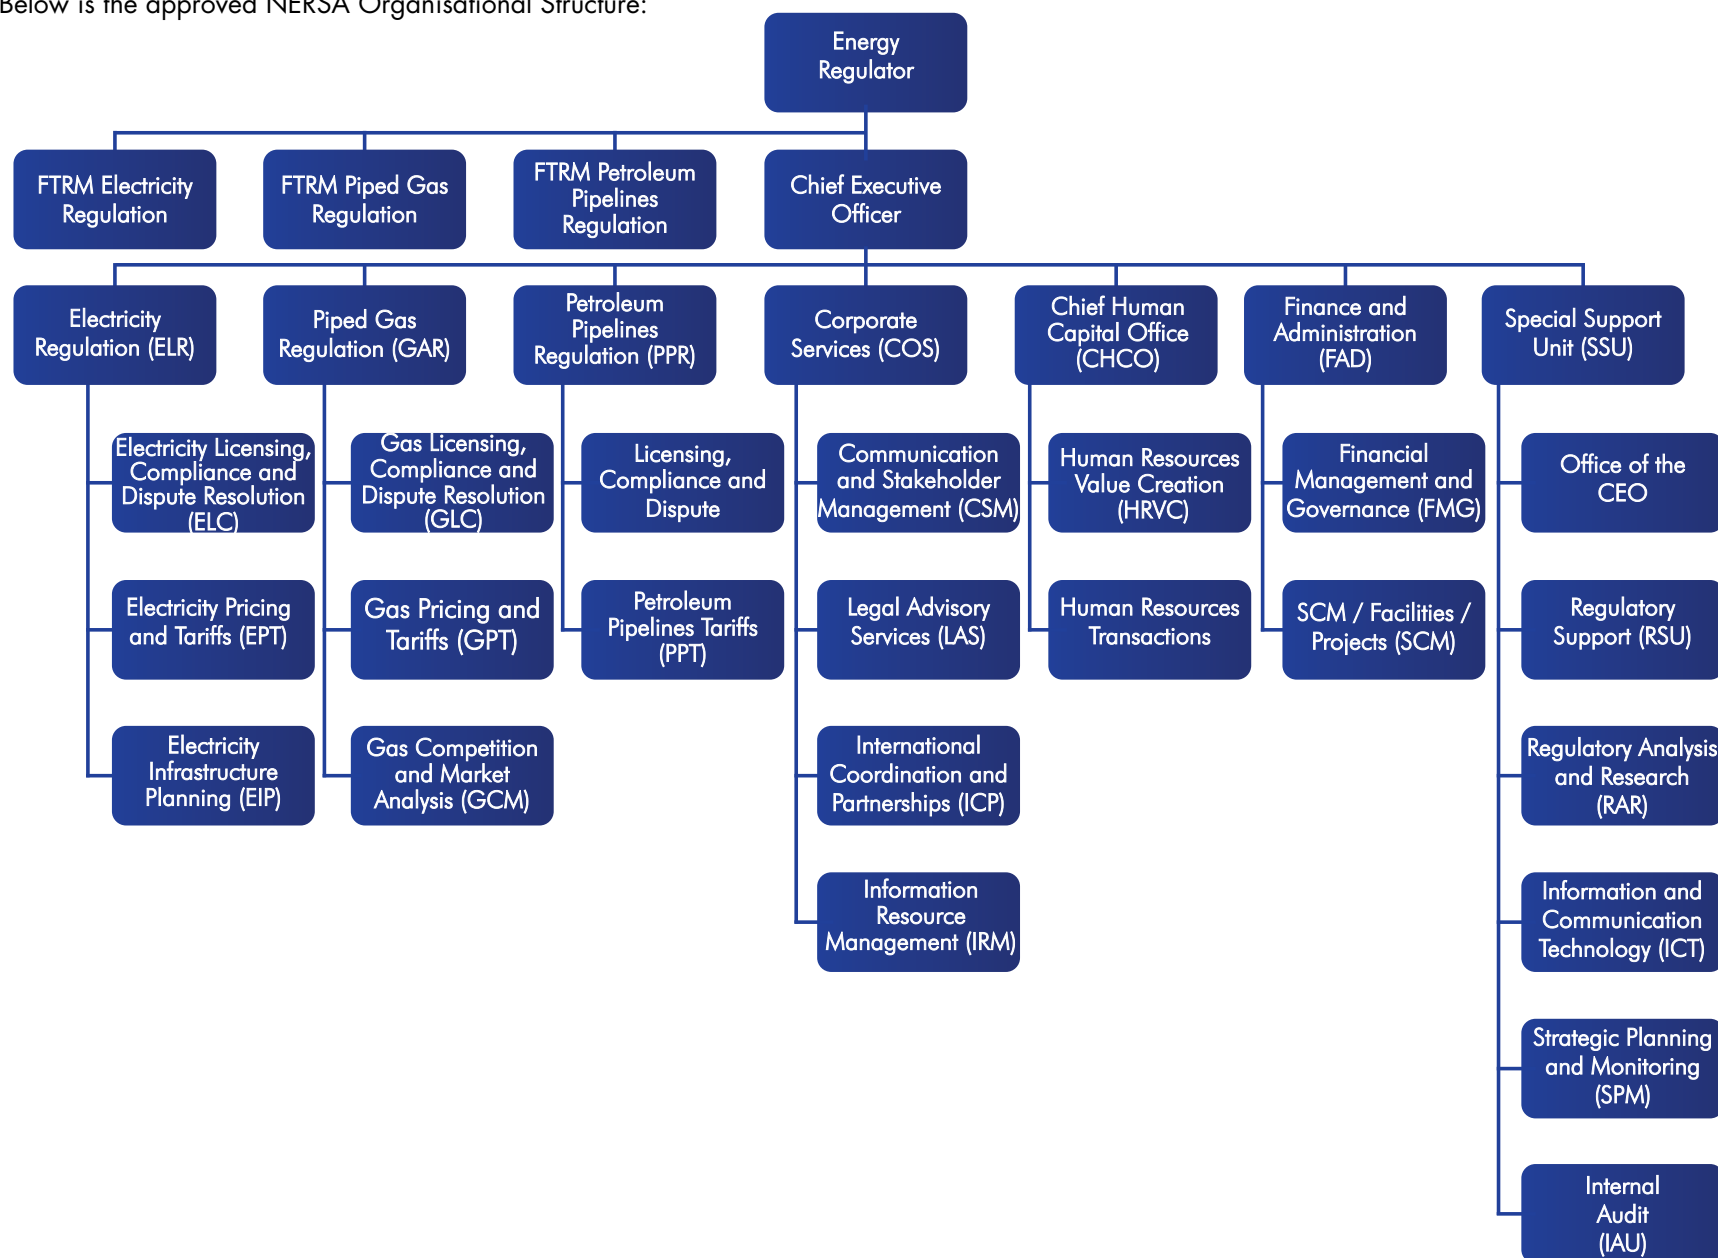 Below is the approved NERSA Organisational Structure:
Energy
Regulator
FTRM Electricity
Regulation
FTRM Piped Gas
Regulation
FTRM Petroleum
Pipelines
Regulation
Chief Executive
Officer
Electricity
Regulation (ELR)
Piped Gas
Regulation (GAR)
Petroleum
Pipelines
Regulation (PPR)
Corporate
Services (COS)
Chief Human
Capital Office
(CHCO)
Finance and
Administration
(FAD)
Special Support
Unit (SSU)
Electricity Licensing,
Compliance and
Dispute Resolution
(ELC)
Gas Licensing,
Compliance and
Dispute Resolution
(GLC)
Licensing,
Compliance and
Dispute
Communication
and Stakeholder
Management (CSM)
Human Resources
Value Creation
(HRVC)
Financial
Management and
Governance (FMG)
Office of the
CEO
Electricity Pricing
and Tariffs (EPT)
Gas Pricing and
Tariffs (GPT)
Petroleum
Pipelines Tariffs
(PPT)
Legal Advisory
Services (LAS)
Human Resources
Transactions
SCM / Facilities /
Projects (SCM)
Regulatory
Support (RSU)
Electricity
Infrastructure
Planning (EIP)
Gas Competition
and Market
Analysis (GCM)
International
Coordination and
Partnerships (ICP)
Regulatory Analysis
and Research
(RAR)
Information
Resource
Management (IRM)
Information and
Communication
Technology (ICT)
Strategic Planning
and Monitoring
(SPM)
Internal
Audit
(IAU)